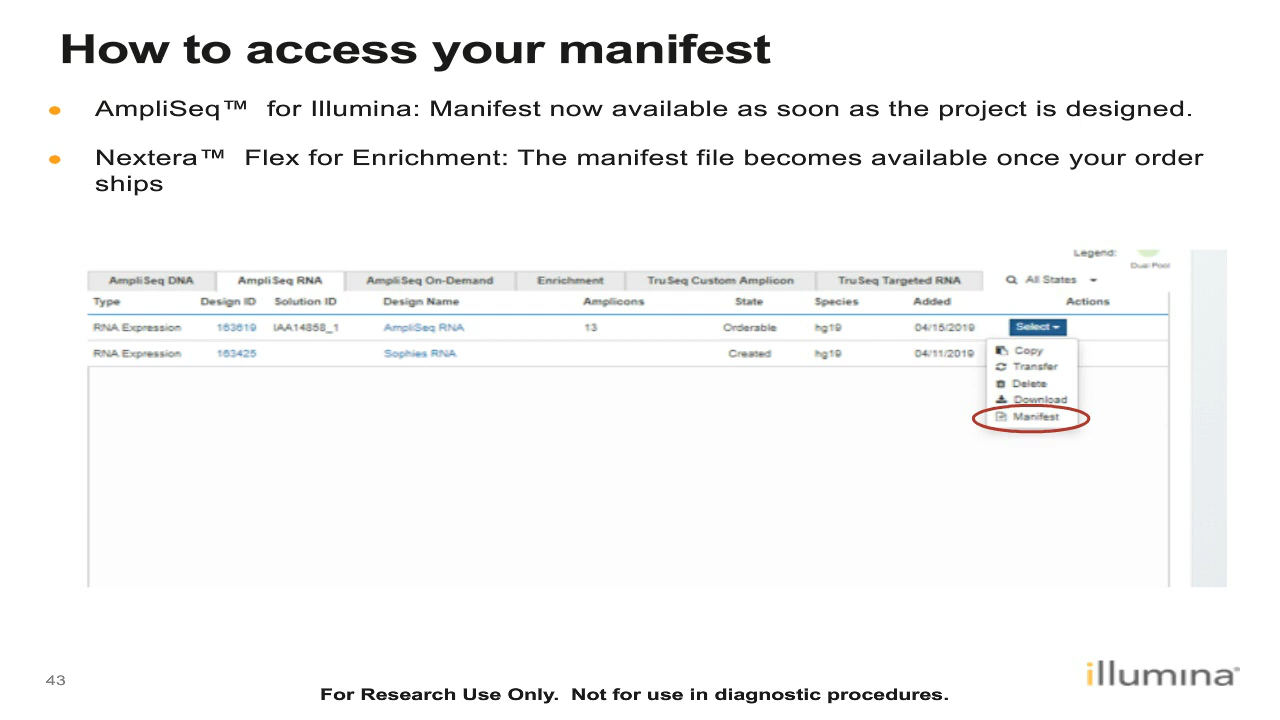 How to access your manifest
AmpliSeq™ for Illumina: Manifest now available as soon as the project is designed.
Nextera™ Flex for Enrichment: The manifest file becomes available once your order
ships
Legend:
Dual Pool
AmpliSeq DNA AmpliSeq RNA AmpliSeq On-Demand Enrichment TruSeq Custom Amplicon TruSeq Targeted RNA All States
Type Design ID Solution ID Design Name Amplicons State Species Added Actions
RNA Expression 163619 IAA14858_1 AmpliSeq RNA 13 Orderable hg19 04/15/2019 Select
RNA Expression 163425 Sophies RNA Created hg19 04/11/2019
Copy
Transfer
Delete
Download
Manifest
43
For Research Use Only. Not for use in diagnostic procedures.
illumina®